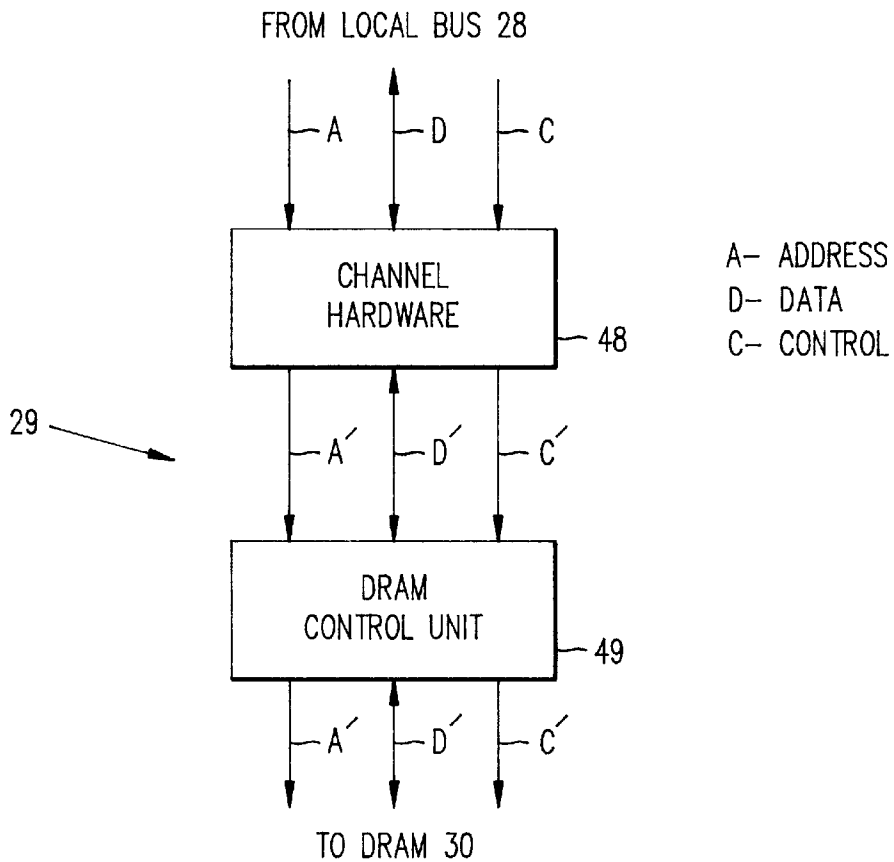 FROM LOCAL BUS 28
A D C
CHANNEL
HARDWARE
48
A- ADDRESS
D- DATA
C- CONTROL
29
A′ D′ C′
DRAM
CONTROL UNIT
49
A′ D′ C′
TO DRAM 30